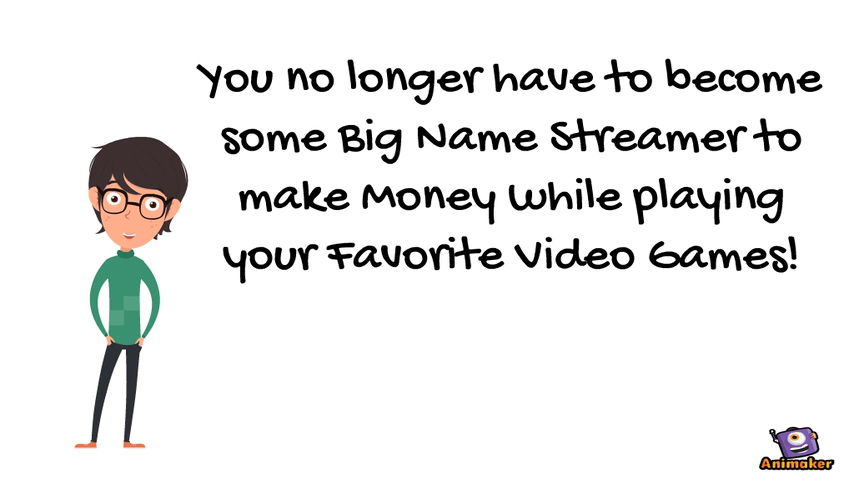 You no longer have to become
some Big Name Streamer to
make Money While playing
your Favorite Video Games!
Animaker